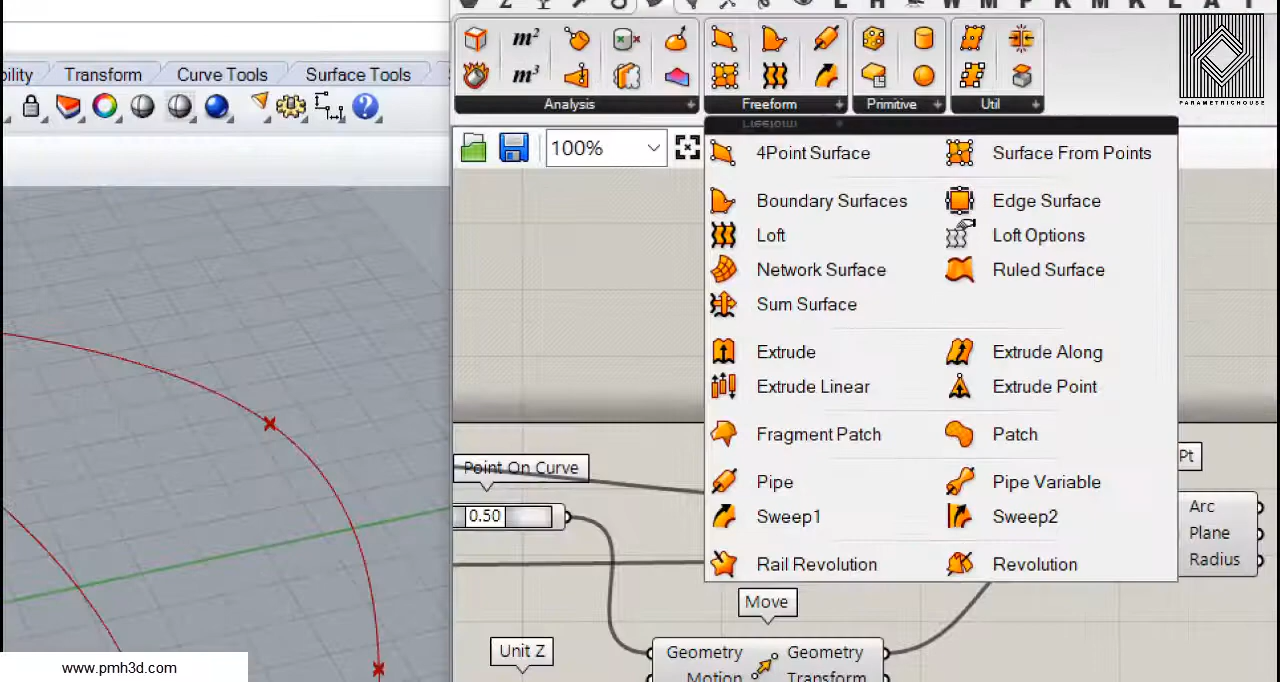 bility Transform Curve Tools Surface Tools
m²
m³
Analysis Freeform Primitive Util
PARAMETRICHOUSE
100%
Freeform
4Point Surface Surface From Points
Boundary Surfaces Edge Surface
Loft Loft Options
Network Surface Ruled Surface
Sum Surface
Extrude Extrude Along
Extrude Linear Extrude Point
Fragment Patch Patch
Pipe Pipe Variable
Sweep1 Sweep2
Rail Revolution Revolution
Point On Curve
0.50
Pt
Arc
Plane
Radius
Move
Unit Z
Geometry Geometry
Motion Transform
www.pmh3d.com